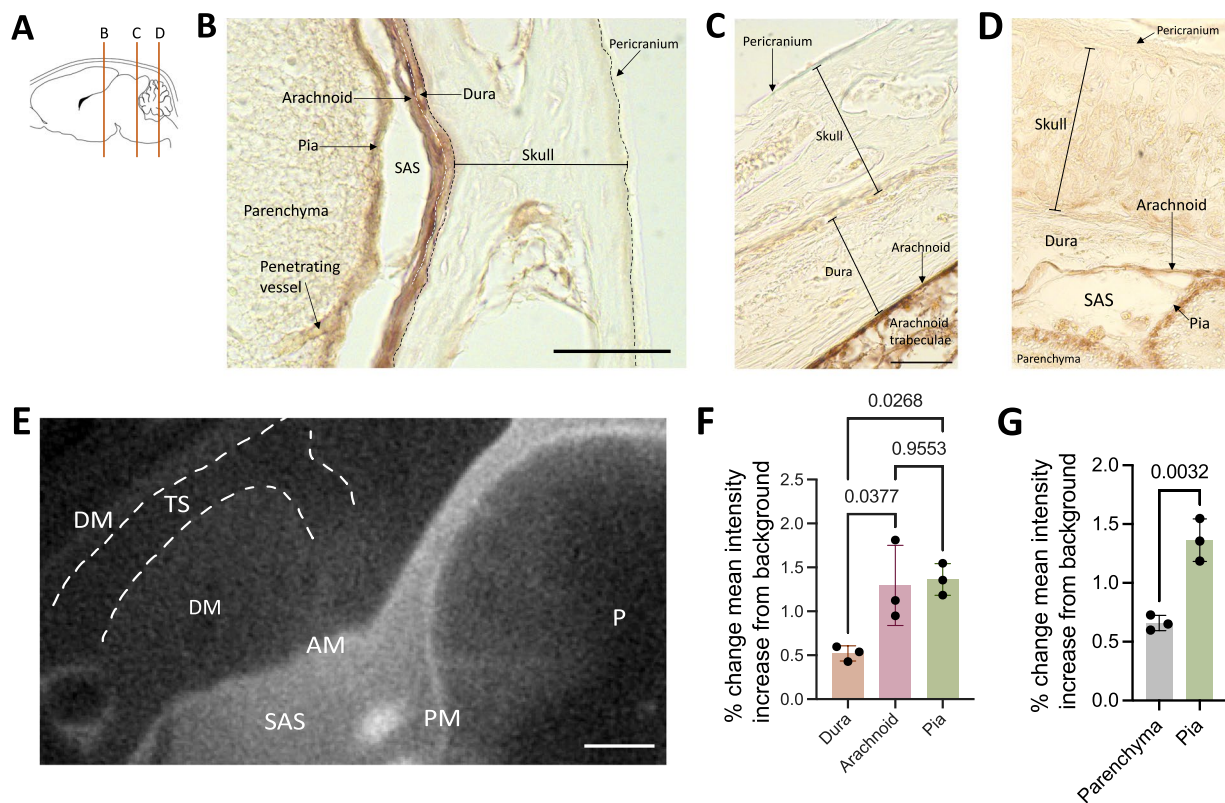 A
B C D
B
Pericranium
Arachnoid
Dura
Pia
SAS
Skull
Parenchyma
Penetrating
vessel
C
Pericranium
Skull
Dura
Arachnoid
Arachnoid
trabeculae
D
Pericranium
Skull
Arachnoid
Dura
SAS
Pia
Parenchyma
E
DM
TS
DM
AM
P
SAS
PM
F
% change mean intensity
increase from background
0.0268
0.9553
0.0377
2.5
2.0
1.5
1.0
0.5
0.0
Dura
Arachnoid
Pia
G
% change mean intensity
increase from background
0.0032
2.0
1.5
1.0
0.5
0.0
Parenchyma
Pia